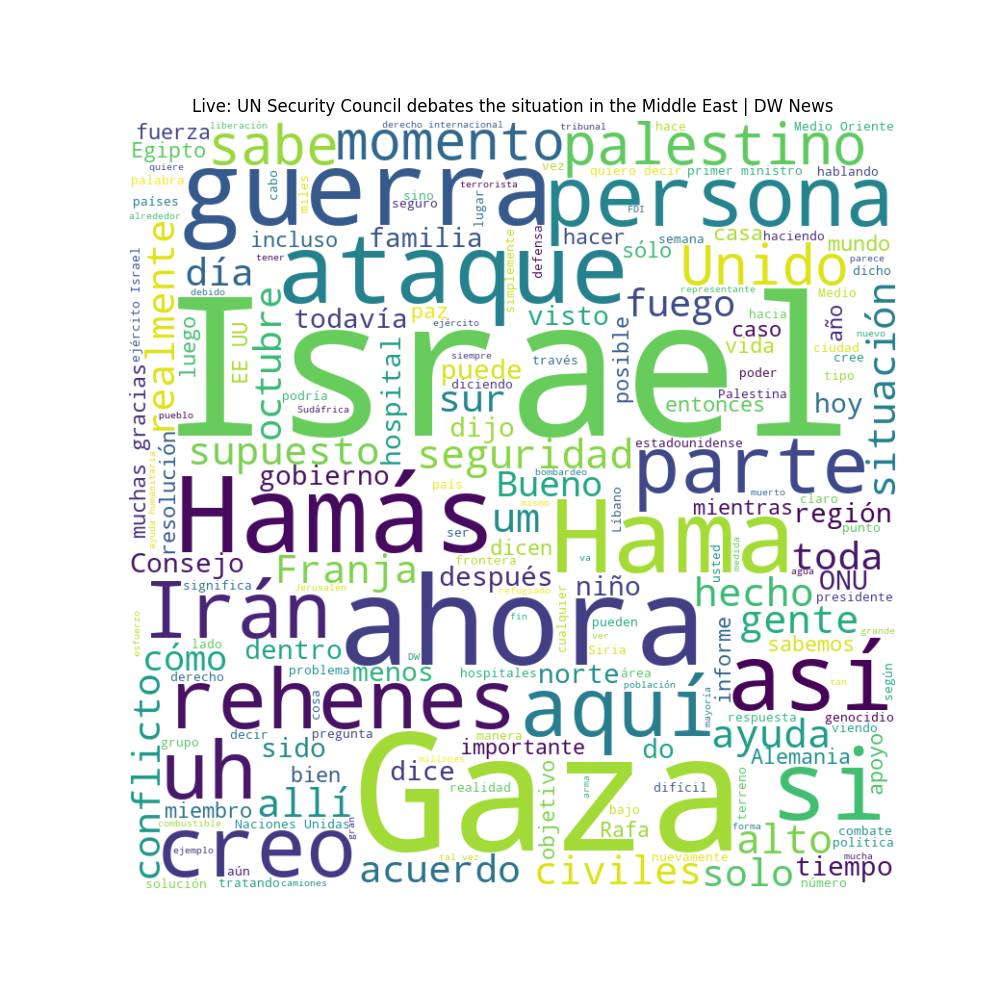 Live: UN Security Council debates the situation in the Middle East | DW News
fuerza
liberación
derecho internacional
tribunal
hace
Medio Oriente
Egipto
sabe
momento
palestino
quiere
vez
quiero decir
primer ministro
hablando
palabra
guerra
persona
cabo
miles
sino
seguro
terrorista
lugar
FDI
países
alrededor
realmente
día
incluso
familia
hacer
sólo
semana
casa
haciendo
mundo
ataque
simplemente
defensa
Unido
parece
dicho
tener
debido
ejército Israel
luego
EE UU
octubre
todavía
paz
ejército
visto
fuego
representante
hacia
Medio
año
nuevo
situación
Israel
hospital
siempre
puede
través
posible
caso
vida
ciudad
cree
diciendo
poder
tipo
podría
Sudáfrica
sur
Palestina
entonces
hoy
muchas gracias
pueblo
dijo
supuesto
seguridad
estadounidense
parte
resolución
ayuda humanitaria
gobierno
país
bombardeo
Bueno
muerto
claro
Hamás
um
mismo
Hama
Líbano
mientras
región
punto
ser
dicen
Consejo
Franja
frontera
va
usted
medida
toda
agua
ONU
significa
Jerusalén
después
refugiado
niño
hecho
presidente
Irán
ahora
fin
cualquier
pueden
gente
esfuerzo
lado
cómo
dentro
DW
ver
Siria
informe
sabemos
grande
derecho
problema
menos
hospitales
norte
área
población
así
tan
según
conflicto
rehenes
cosa
aquí
mayoría
respuesta
genocidio
grupo
decir
pregunta
manera
viendo
uh
sido
importante
do
ayuda
Alemania
apoyo
bien
dice
millones
Gaza
realidad
objetivo
arma
difícil
terreno
si
miembro
allí
bajo
combustible
Naciones Unidas
gran
Rafa
forma
alto
combate
política
creo
ejemplo
aún
acuerdo
tal vez
civiles
nuevamente
solo
tiempo
mucha
solución
tratando
camiones
número